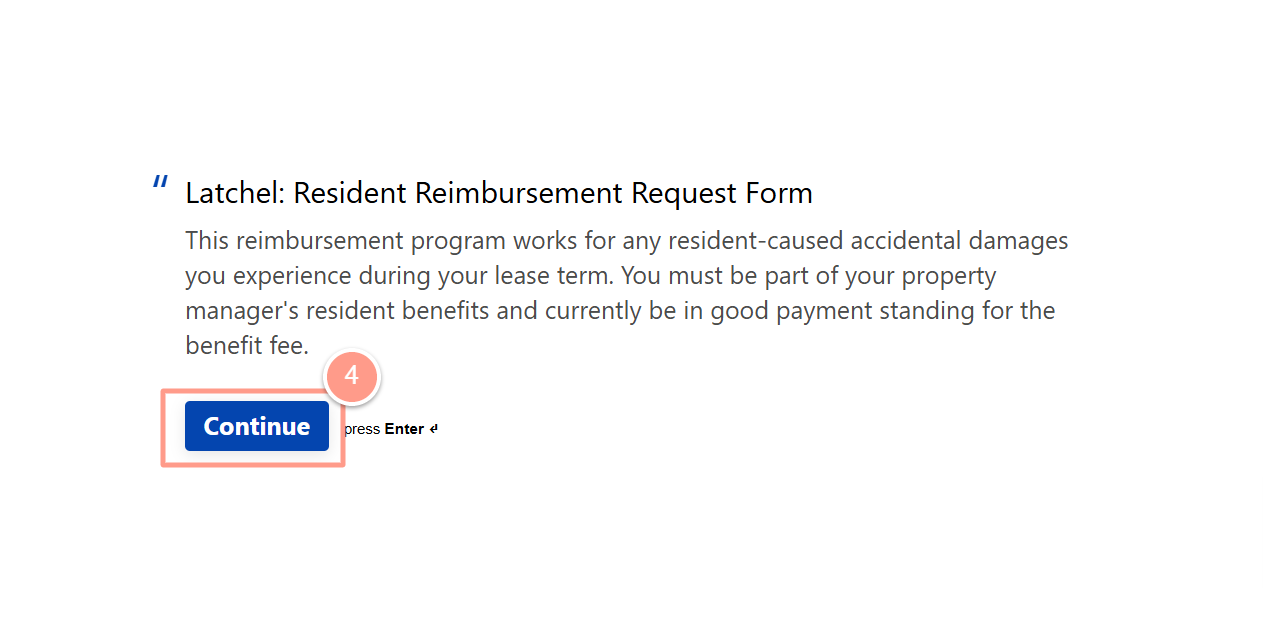 " Latchel: Resident Reimbursement Request Form
This reimbursement program works for any resident-caused accidental damages
you experience during your lease term. You must be part of your property
manager's resident benefits and currently be in good payment standing for the
benefit fee.
4
Continue press Enter ↵